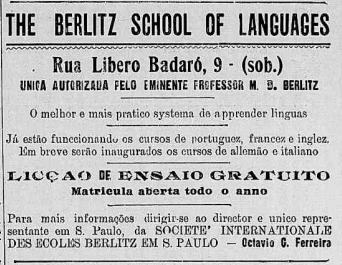 THE BERLITZ SCHOOL OF LANGUAGES
Rua Libero Badaró, 9 - (sob.)
UNICA AUTORIZADA PELO EMINENTE PROFESSOR M. D. BERLITZ
O melhor e mais pratico systema de apprender linguas
Já estão funccionando os cursos de portuguez, francez e inglez.
Em breve serão inaugurados os cursos de allemão e italiano
LICÇAO DE ENSAIO GRATUITO
Matricula aberta todo o anno
Para mais informações dirigir-se ao director e unico repre-
sentante em S. Paulo, da SOCIETE' INTERNATIONALE
DES ECOLES BERLITZ EM S. PAULO — Octavio C. Ferreira